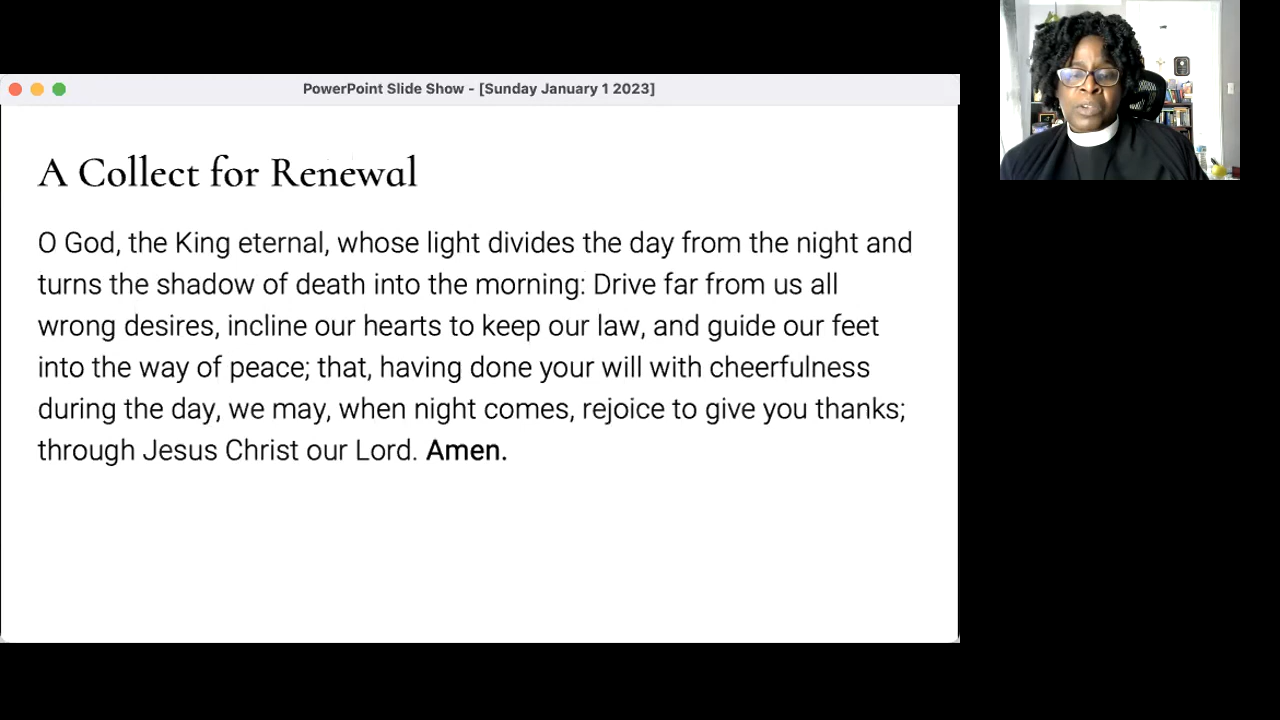 PowerPoint Slide Show - [Sunday January 1 2023]
A Collect for Renewal
O God, the King eternal, whose light divides the day from the night and
turns the shadow of death into the morning: Drive far from us all
wrong desires, incline our hearts to keep our law, and guide our feet
into the way of peace; that, having done your will with cheerfulness
during the day, we may, when night comes, rejoice to give you thanks;
through Jesus Christ our Lord. Amen.